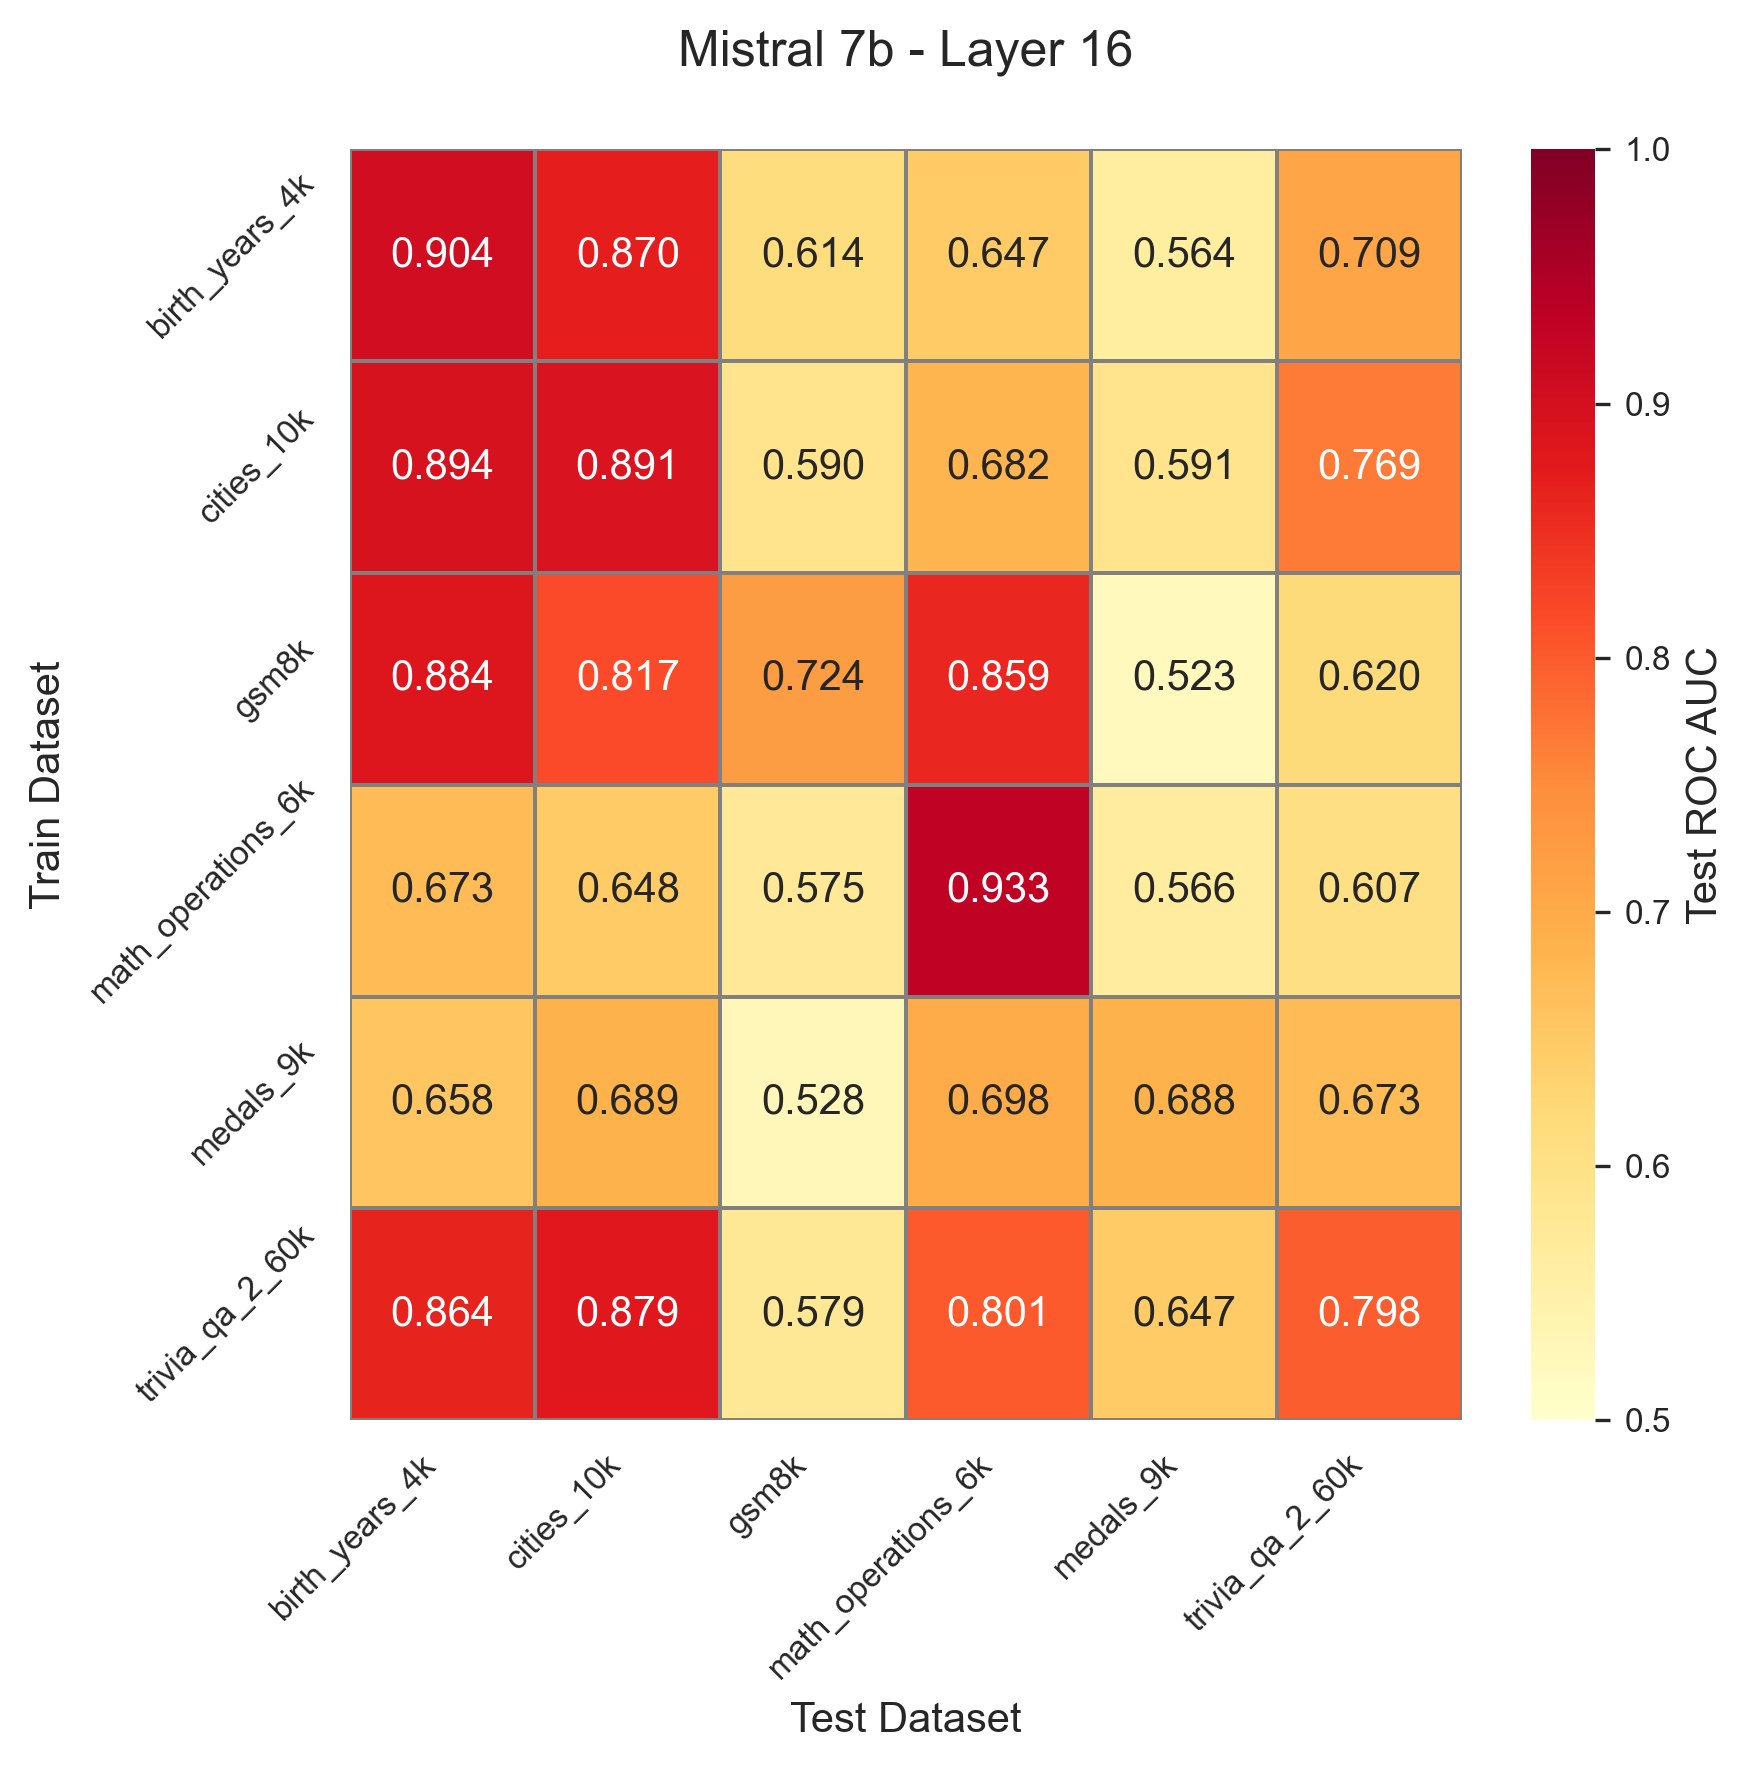 Mistral 7b - Layer 16
Train Dataset
birth_years_4k
0.904 0.870 0.614 0.647 0.564 0.709
cities_10k
0.894 0.891 0.590 0.682 0.591 0.769
gsm8k
0.884 0.817 0.724 0.859 0.523 0.620
math_operations_6k
0.673 0.648 0.575 0.933 0.566 0.607
medals_9k
0.658 0.689 0.528 0.698 0.688 0.673
trivia_qa_2_60k
0.864 0.879 0.579 0.801 0.647 0.798
birth_years_4k
cities_10k
gsm8k
math_operations_6k
medals_9k
trivia_qa_2_60k
Test Dataset
1.0
0.9
0.8
0.7
0.6
0.5
Test ROC AUC